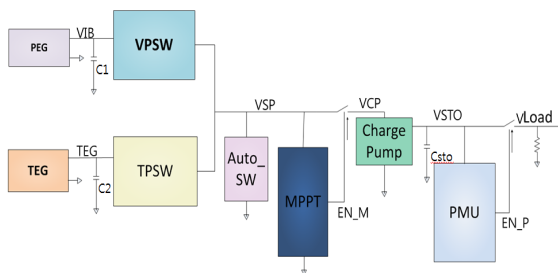 PEG
VIB
C1
VPSW
TEG
TEG
C2
TPSW
VSP
Auto_
SW
MPPT
EN_M
VCP
Charge
Pump
VSTO
Csto
PMU
EN_P
VLoad